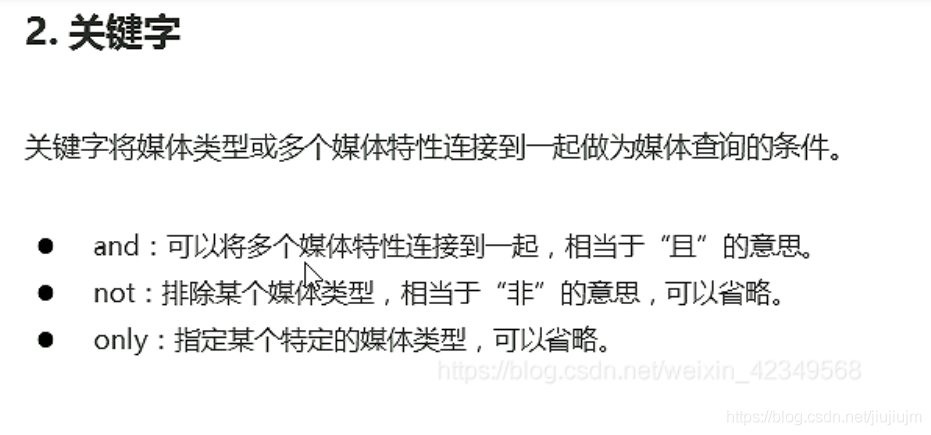 2. 关键字
关键字将媒体类型或多个媒体特性连接到一起做为媒体查询的条件。
● and：可以将多个媒体特性连接到一起，相当于“且”的意思。
● not：排除某个媒体类型，相当于“非”的意思，可以省略。
● only：指定某个特定的媒体类型，可以省略。
https://blog.csdn.net/weixin_42349568
https://blog.csdn.net/jiujiujm